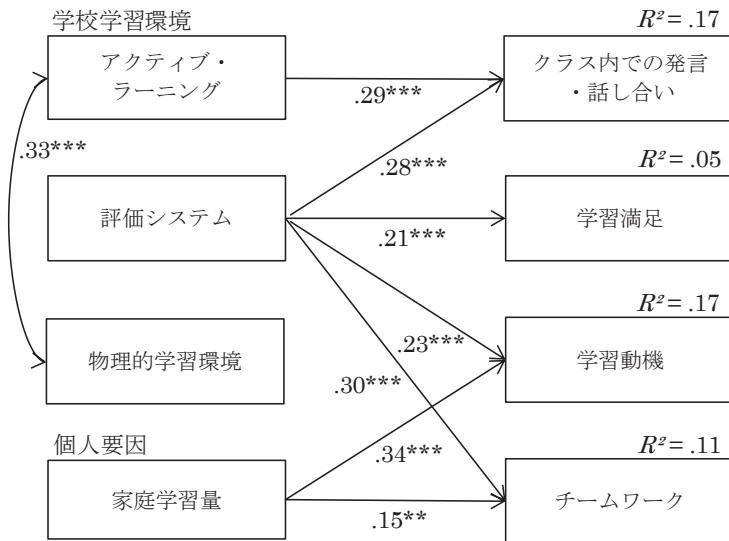 学校学習環境
R² = .17
アクティブ・
ラーニング
.29***
クラス内での発言
・話し合い
.33***
.28***
R² = .05
評価システム
.21***
学習満足
R² = .17
物理的学習環境
.23***
学習動機
.30***
個人要因
R² = .11
.34***
家庭学習量
.15**
チームワーク